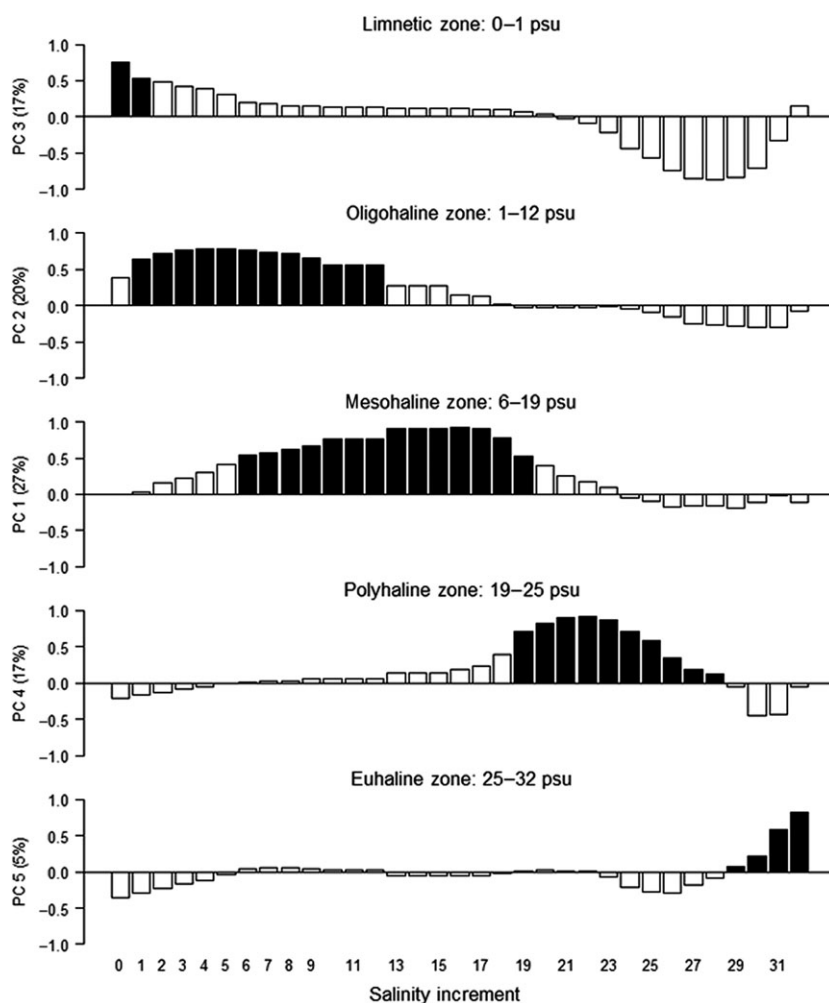 Limnetic zone: 0–1 psu
PC 3 (17%)
1.0
0.5
0.0
−0.5
−1.0
Oligohaline zone: 1–12 psu
PC 2 (20%)
1.0
0.5
0.0
−0.5
−1.0
Mesohaline zone: 6–19 psu
PC 1 (27%)
1.0
0.5
0.0
−0.5
−1.0
Polyhaline zone: 19–25 psu
PC 4 (17%)
1.0
0.5
0.0
−0.5
−1.0
Euhaline zone: 25–32 psu
PC 5 (5%)
1.0
0.5
0.0
−0.5
−1.0
0 1 2 3 4 5 6 7 8 9 11 13 15 17 19 21 23 25 27 29 31
Salinity increment